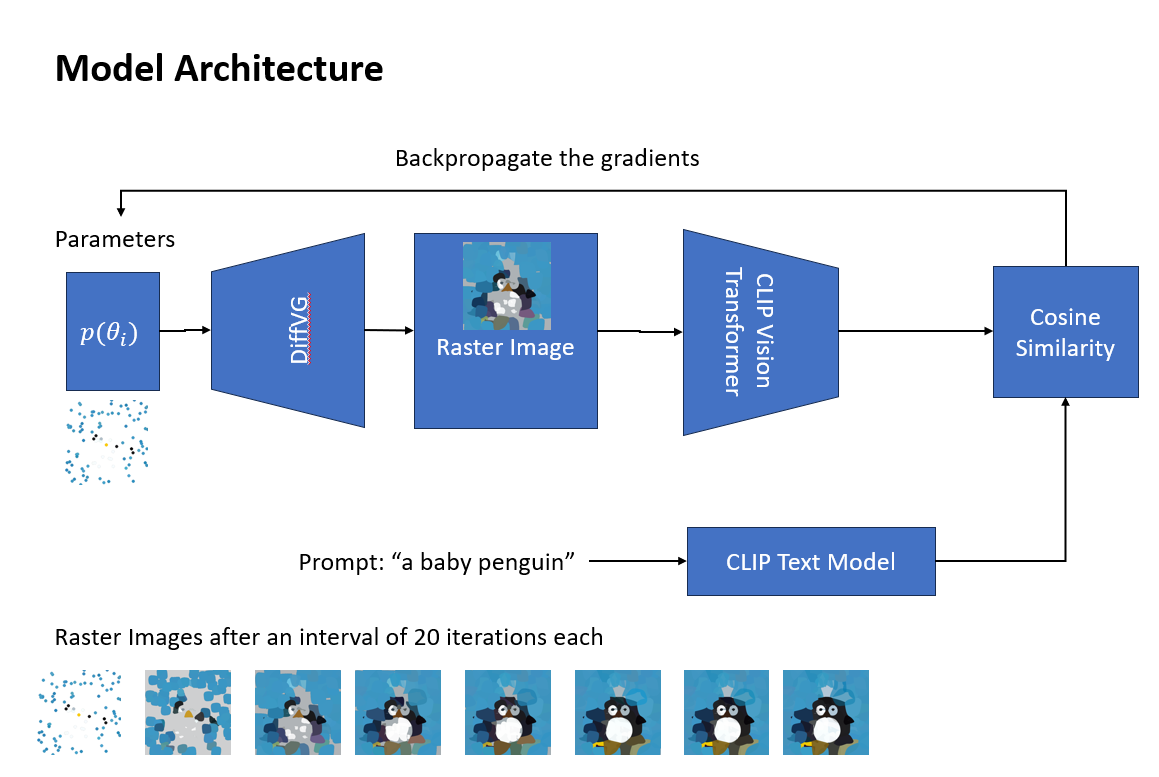 Model Architecture
Backpropagate the gradients
Parameters
p(θᵢ)
DiffVG
Raster Image
CLIP Vision
Transformer
Cosine
Similarity
Prompt: “a baby penguin”
CLIP Text Model
Raster Images after an interval of 20 iterations each